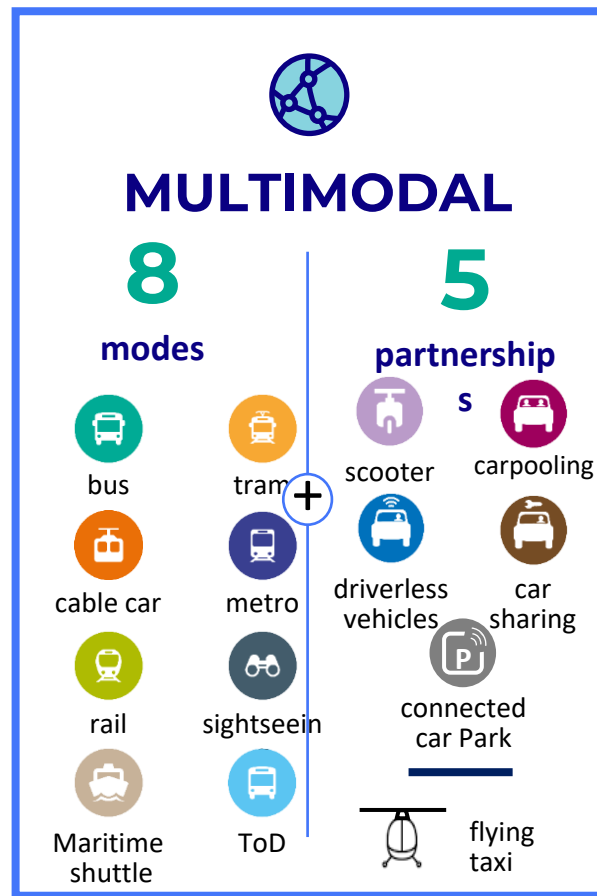 MULTIMODAL
8
modes
bus
tram
cable car
metro
rail
sightseein
Maritime
shuttle
ToD
+
5
partnership
s
scooter
carpooling
driverless
vehicles
car
sharing
P
connected
car Park
flying
taxi